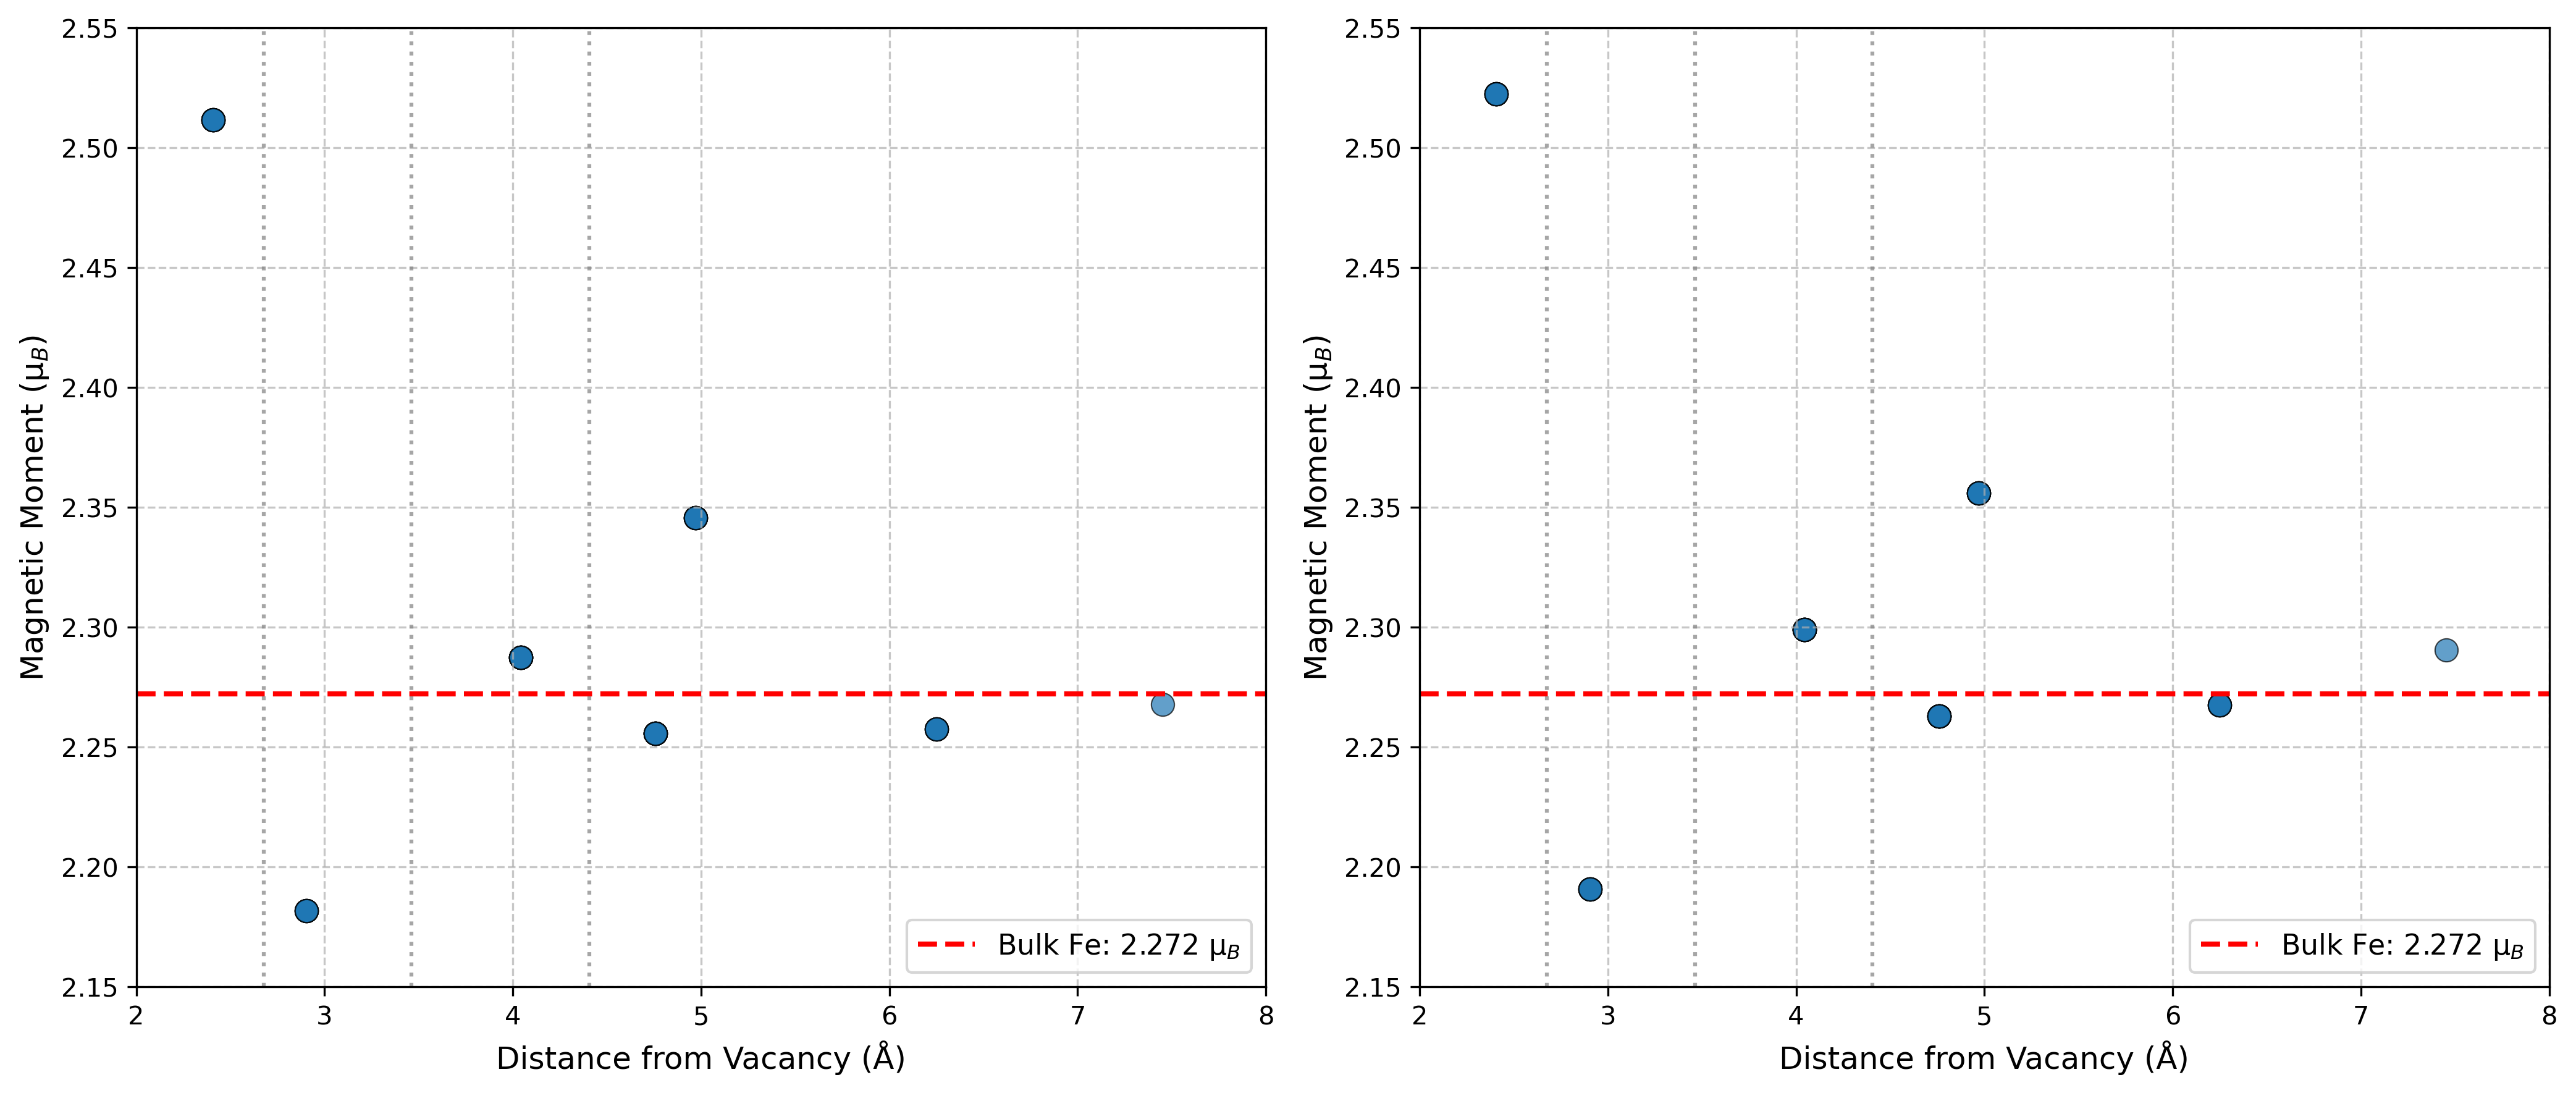 Magnetic Moment (μB)
2.55
2.50
2.45
2.40
2.35
2.30
2.25
2.20
2.15
2 3 4 5 6 7 8
Distance from Vacancy (Å)
Bulk Fe: 2.272 μB
Magnetic Moment (μB)
2.55
2.50
2.45
2.40
2.35
2.30
2.25
2.20
2.15
2 3 4 5 6 7 8
Distance from Vacancy (Å)
Bulk Fe: 2.272 μB